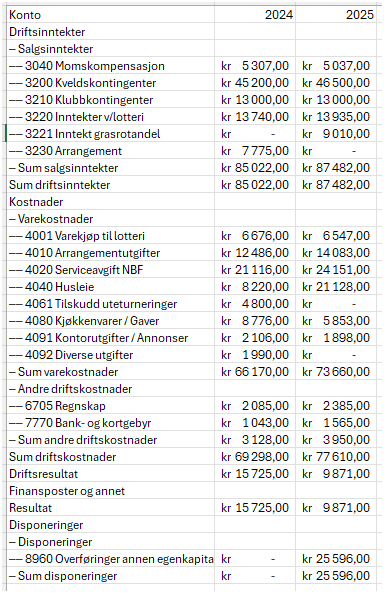 Konto 2024 2025
Driftsinntekter
– Salgsinntekter
–– 3040 Momskompensasjon kr 5 307,00 kr 5 037,00
–– 3200 Kveldskontingenter kr 45 200,00 kr 46 500,00
–– 3210 Klubbkontingenter kr 13 000,00 kr 13 000,00
–– 3220 Inntekter v/lotteri kr 13 740,00 kr 13 935,00
–– 3221 Inntekt grasrotandel kr - kr 9 010,00
–– 3230 Arrangement kr 7 775,00 kr -
– Sum salgsinntekter kr 85 022,00 kr 87 482,00
Sum driftsinntekter kr 85 022,00 kr 87 482,00
Kostnader
– Varekostnader
–– 4001 Varekjøp til lotteri kr 6 676,00 kr 6 547,00
–– 4010 Arrangementutgifter kr 12 486,00 kr 14 083,00
–– 4020 Serviceavgift NBF kr 21 116,00 kr 24 151,00
–– 4040 Husleie kr 8 220,00 kr 21 128,00
–– 4061 Tilskudd uteturneringer kr 4 800,00 kr -
–– 4080 Kjøkkenvarer / Gaver kr 8 776,00 kr 5 853,00
–– 4091 Kontorutgifter / Annonser kr 2 106,00 kr 1 898,00
–– 4092 Diverse utgifter kr 1 990,00 kr -
– Sum varekostnader kr 66 170,00 kr 73 660,00
– Andre driftskostnader
–– 6705 Regnskap kr 2 085,00 kr 2 385,00
–– 7770 Bank- og kortgebyr kr 1 043,00 kr 1 565,00
– Sum andre driftskostnader kr 3 128,00 kr 3 950,00
Sum driftskostnader kr 69 298,00 kr 77 610,00
Driftsresultat kr 15 725,00 kr 9 871,00
Finansposter og annet
Resultat kr 15 725,00 kr 9 871,00
Disponeringer
– Disponeringer
–– 8960 Overføringer annen egenkapita kr - kr 25 596,00
– Sum disponeringer kr - kr 25 596,00